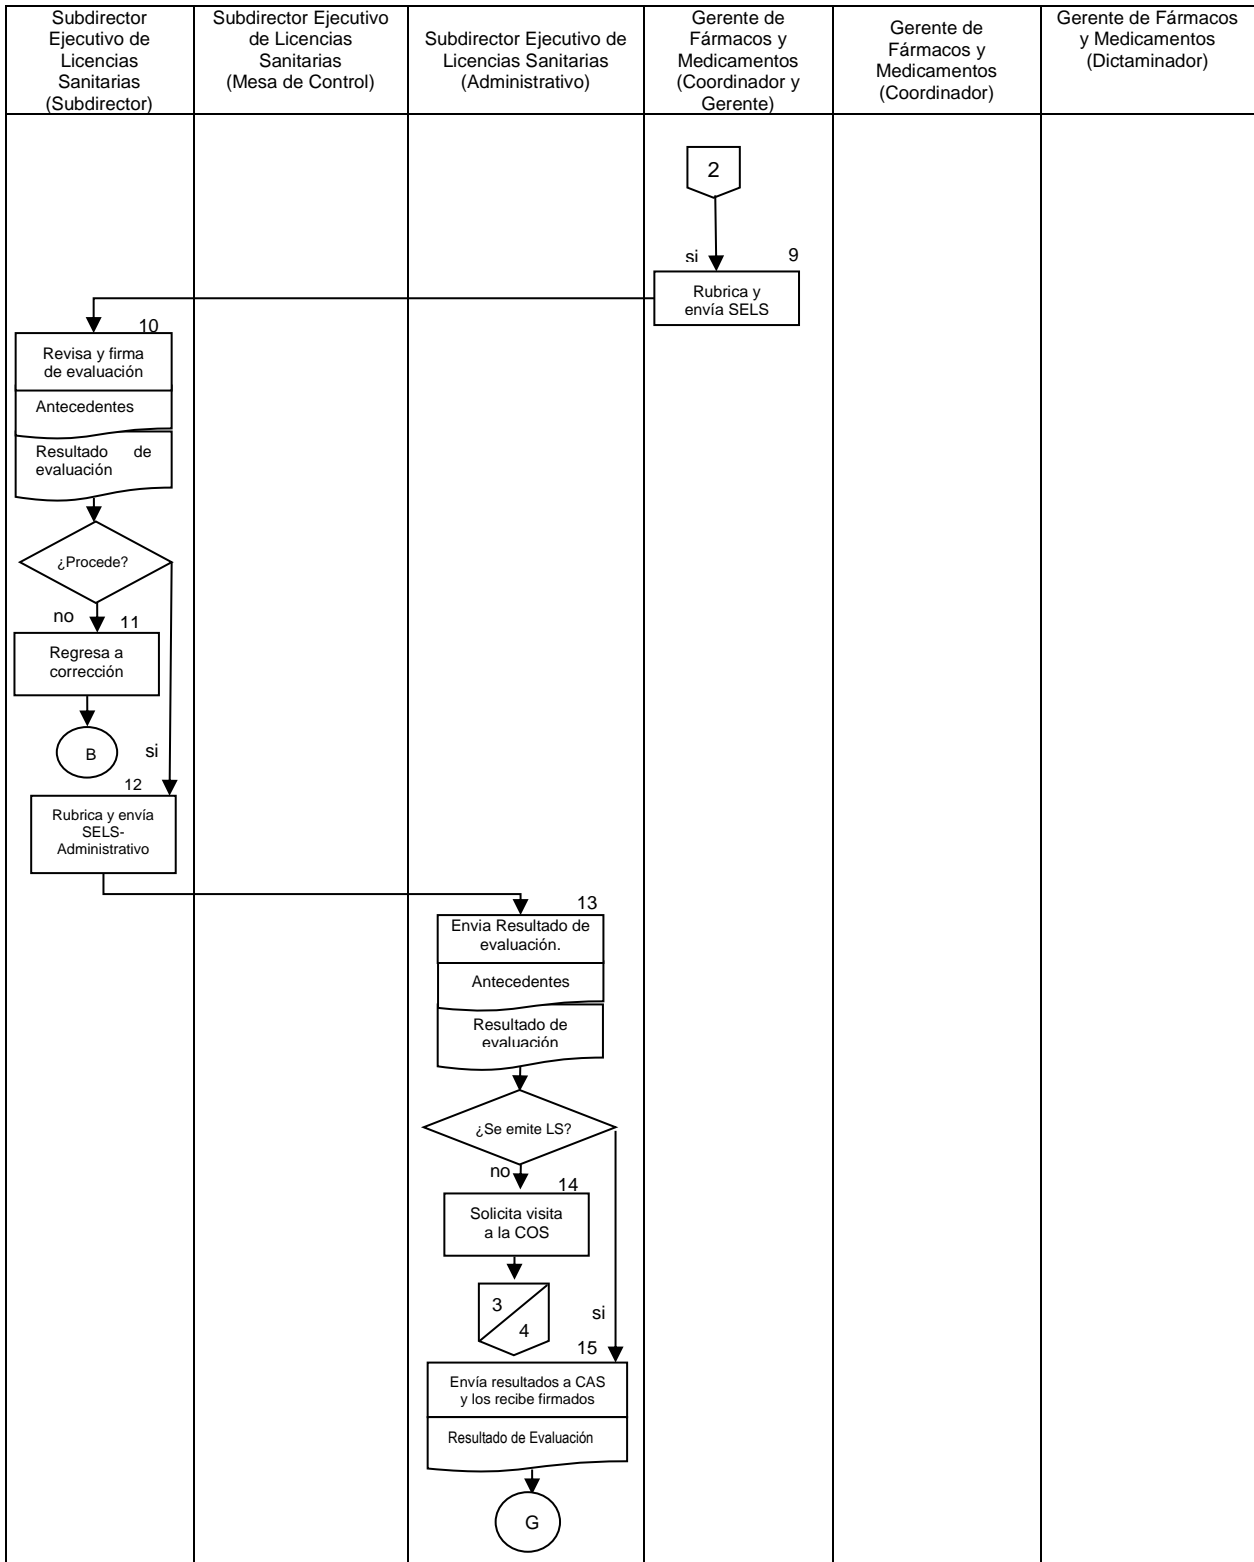 Subdirector
Ejecutivo de
Licencias
Sanitarias
(Subdirector)
Subdirector Ejecutivo
de Licencias
Sanitarias
(Mesa de Control)
Subdirector Ejecutivo de
Licencias Sanitarias
(Administrativo)
Gerente de
Fármacos y
Medicamentos
(Coordinador y
Gerente)
Gerente de
Fármacos y
Medicamentos
(Coordinador)
Gerente de Fármacos
y Medicamentos
(Dictaminador)
2
si 9
Rubrica y
envía SELS
10
Revisa y firma
de evaluación
Antecedentes
Resultado de
evaluación
¿Procede?
no 11
Regresa a
corrección
B
si
12
Rubrica y envía
SELS-
Administrativo
13
Envia Resultado de
evaluación.
Antecedentes
Resultado de
evaluación
¿Se emite LS?
no
14
Solicita visita
a la COS
3
4
si
15
Envía resultados a CAS
y los recibe firmados
Resultado de Evaluación
G